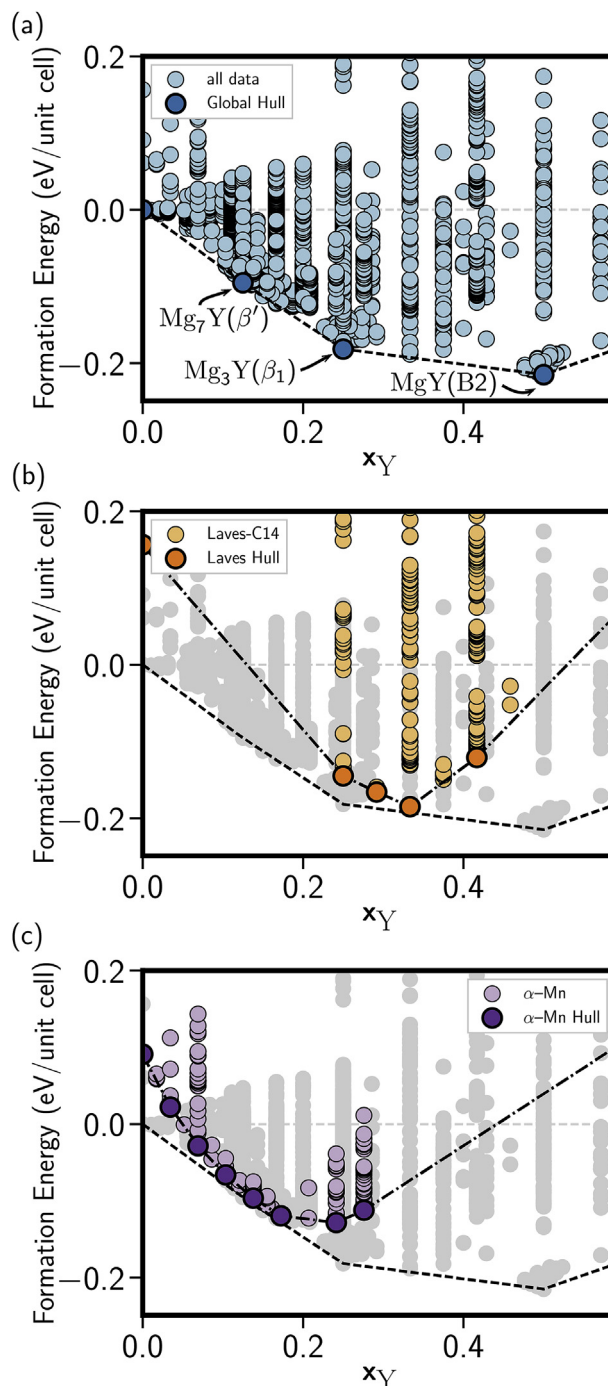 (a)
0.2
all data
Global Hull
0.0
Mg₇Y(β′)
Mg₃Y(β₁)
MgY(B2)
−0.2
Formation Energy (eV/unit cell)
0.0
0.2
0.4
xY
(b)
0.2
Laves-C14
Laves Hull
0.0
−0.2
Formation Energy (eV/unit cell)
0.0
0.2
0.4
xY
(c)
0.2
α–Mn
α–Mn Hull
0.0
−0.2
Formation Energy (eV/unit cell)
0.0
0.2
0.4
xY